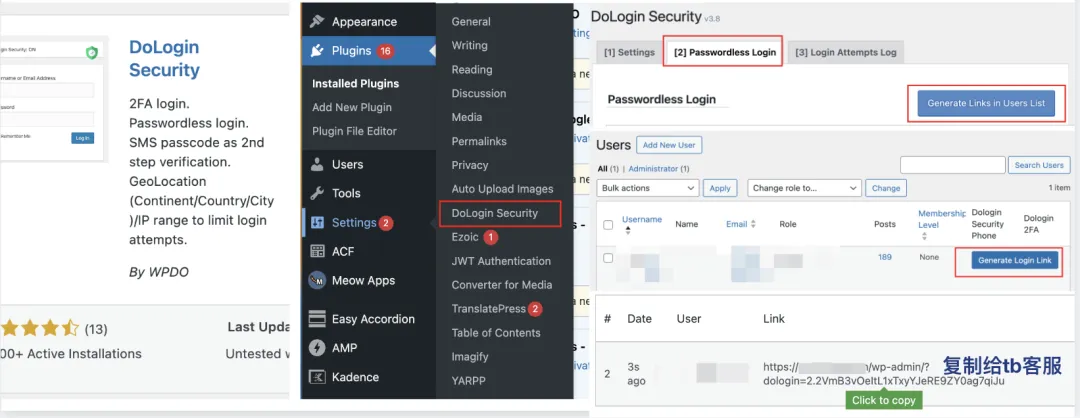 gin Security: ON
ername or Email Address
ssword
Remember Me
Log In
DoLogin
Security
2FA login.
Passwordless login.
SMS passcode as 2nd
step verification.
GeoLocation
(Continent/Country/City
)/IP range to limit login
attempts.
By WPDO
(13)
Last Upda
00+ Active Installations
Untested w
Appearance
Plugins 16
Installed Plugins
Add New Plugin
Plugin File Editor
Users
Tools
Settings 2
ACF
Meow Apps
Easy Accordion
AMP
Kadence
General
Writing
Reading
Discussion
Media
Permalinks
Privacy
Auto Upload Images
DoLogin Security
Ezoic 1
JWT Authentication
Converter for Media
TranslatePress 2
Table of Contents
Imagify
YARPP
DoLogin Security v3.8
[1] Settings [2] Passwordless Login [3] Login Attempts Log
Passwordless Login
Generate Links in Users List
Users Add New User
All (1) | Administrator (1)
Search Users
Bulk actions Apply Change role to... Change 1 item
Username Name Email Role Posts Membership Level Dologin Security Phone Dologin 2FA
189 None Generate Login Link
# Date User Link
2 3s ago
https:// /wp-admin/?
dologin=2.2VmB3vOeItL1xTxyYJeRE9ZY0ag7qiJu
复制给tb客服
Click to copy